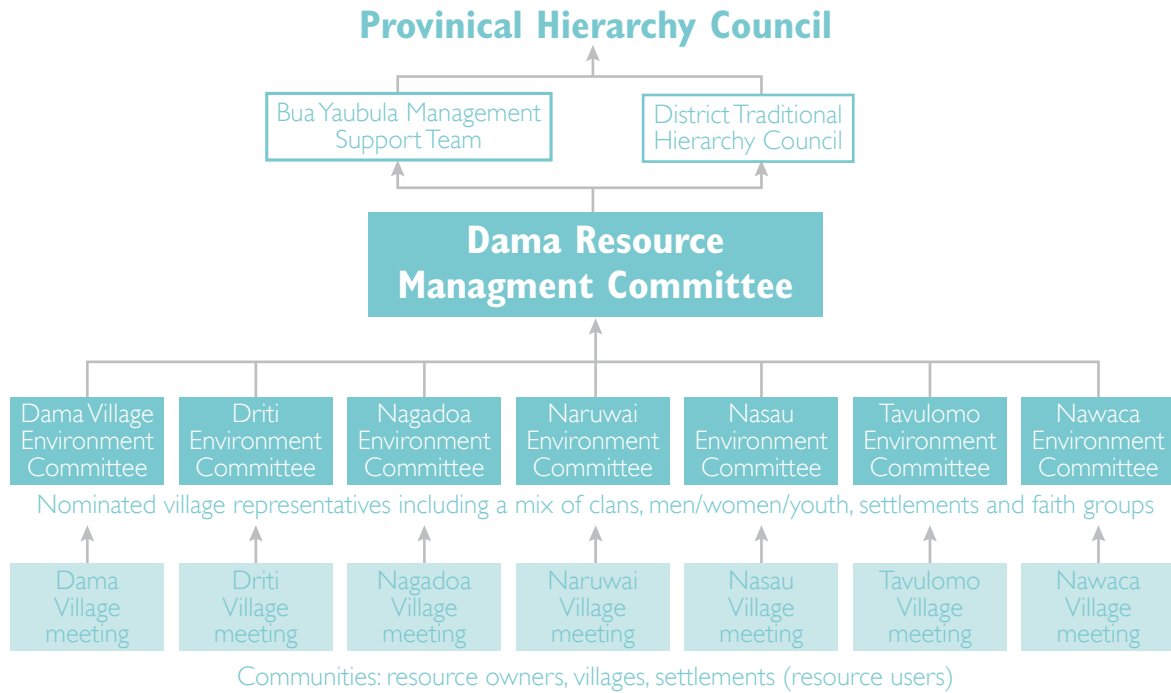 Provinical Hierarchy Council
Bua Yaubula Management
Support Team
District Traditional
Hierarchy Council
Dama Resource
Managment Committee
Dama Village
Environment
Committee
Driti
Environment
Committee
Nagadoa
Environment
Committee
Naruwai
Environment
Committee
Nasau
Environment
Committee
Tavulomo
Environment
Committee
Nawaca
Environment
Committee
Nominated village representatives including a mix of clans, men/women/youth, settlements and faith groups
Dama
Village
meeting
Driti
Village
meeting
Nagadoa
Village
meeting
Naruwai
Village
meeting
Nasau
Village
meeting
Tavulomo
Village
meeting
Nawaca
Village
meeting
Communities: resource owners, villages, settlements (resource users)